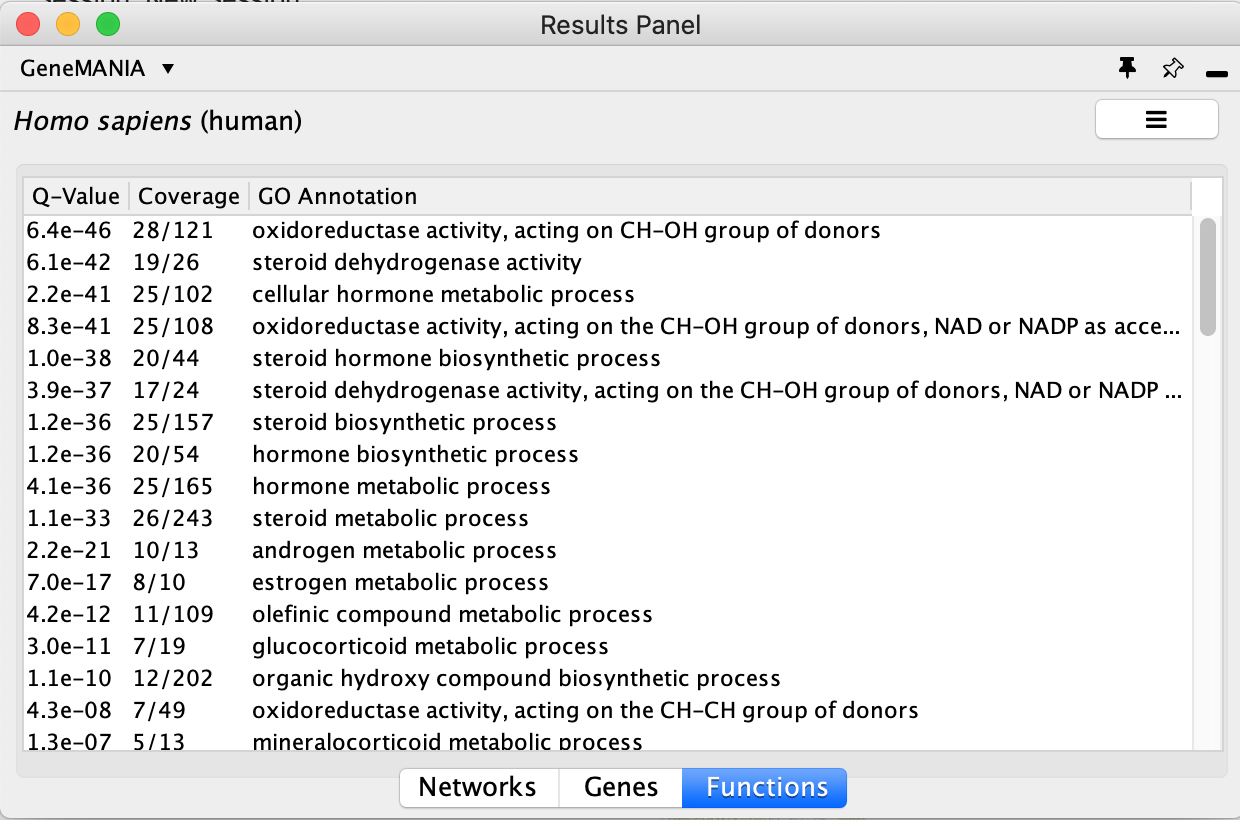 Results Panel
GeneMANIA ▼
Homo sapiens (human)
Q-Value Coverage GO Annotation
6.4e-46 28/121 oxidoreductase activity, acting on CH-OH group of donors
6.1e-42 19/26 steroid dehydrogenase activity
2.2e-41 25/102 cellular hormone metabolic process
8.3e-41 25/108 oxidoreductase activity, acting on the CH-OH group of donors, NAD or NADP as acce...
1.0e-38 20/44 steroid hormone biosynthetic process
3.9e-37 17/24 steroid dehydrogenase activity, acting on the CH-OH group of donors, NAD or NADP ...
1.2e-36 25/157 steroid biosynthetic process
1.2e-36 20/54 hormone biosynthetic process
4.1e-36 25/165 hormone metabolic process
1.1e-33 26/243 steroid metabolic process
2.2e-21 10/13 androgen metabolic process
7.0e-17 8/10 estrogen metabolic process
4.2e-12 11/109 olefinic compound metabolic process
3.0e-11 7/19 glucocorticoid metabolic process
1.1e-10 12/202 organic hydroxy compound biosynthetic process
4.3e-08 7/49 oxidoreductase activity, acting on the CH-CH group of donors
1.3e-07 5/13 mineralocorticoid metabolic process
Networks Genes Functions